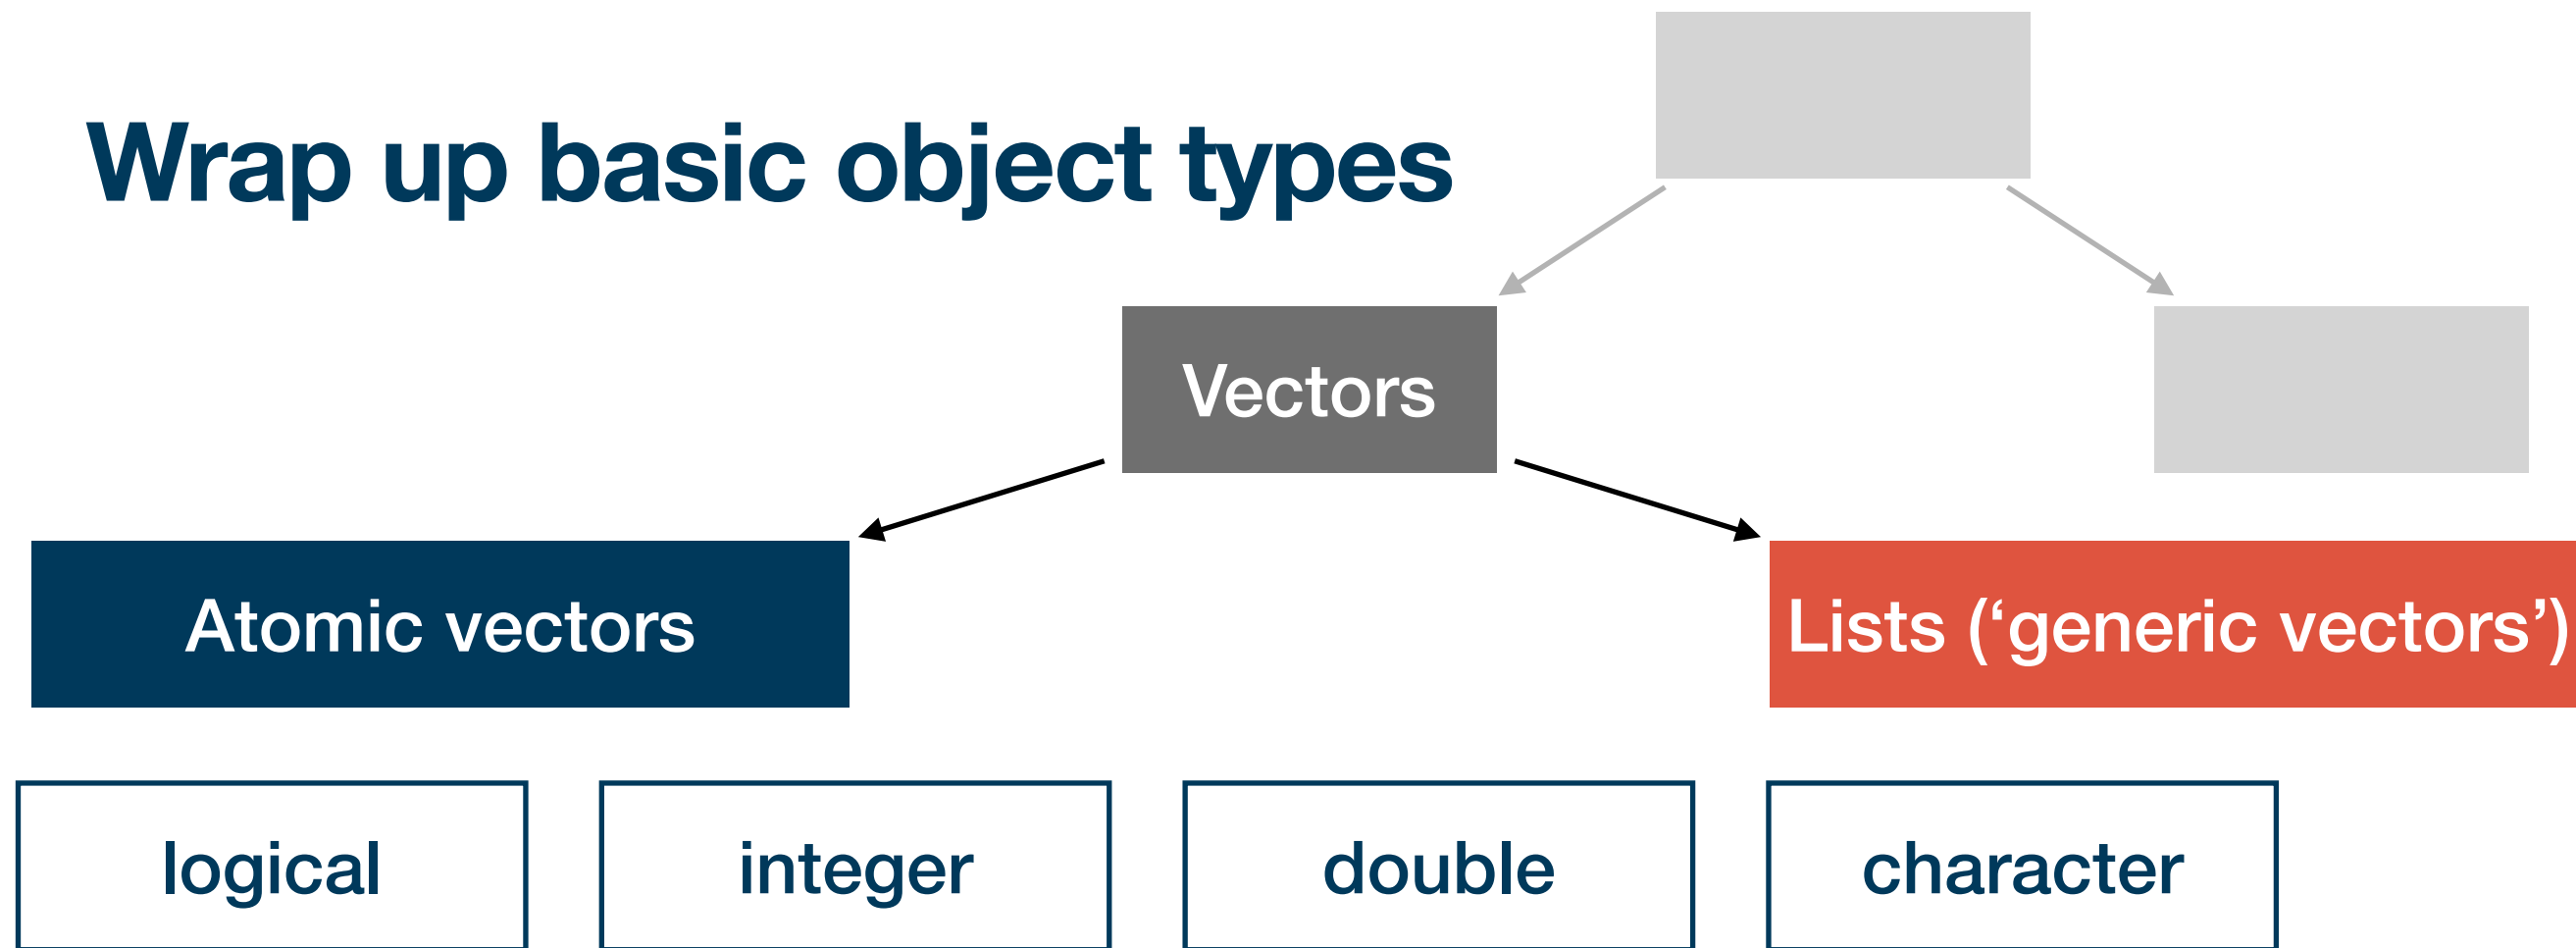 Wrap up basic object types
Vectors
Atomic vectors
Lists (‘generic vectors’)
logical
integer
double
character